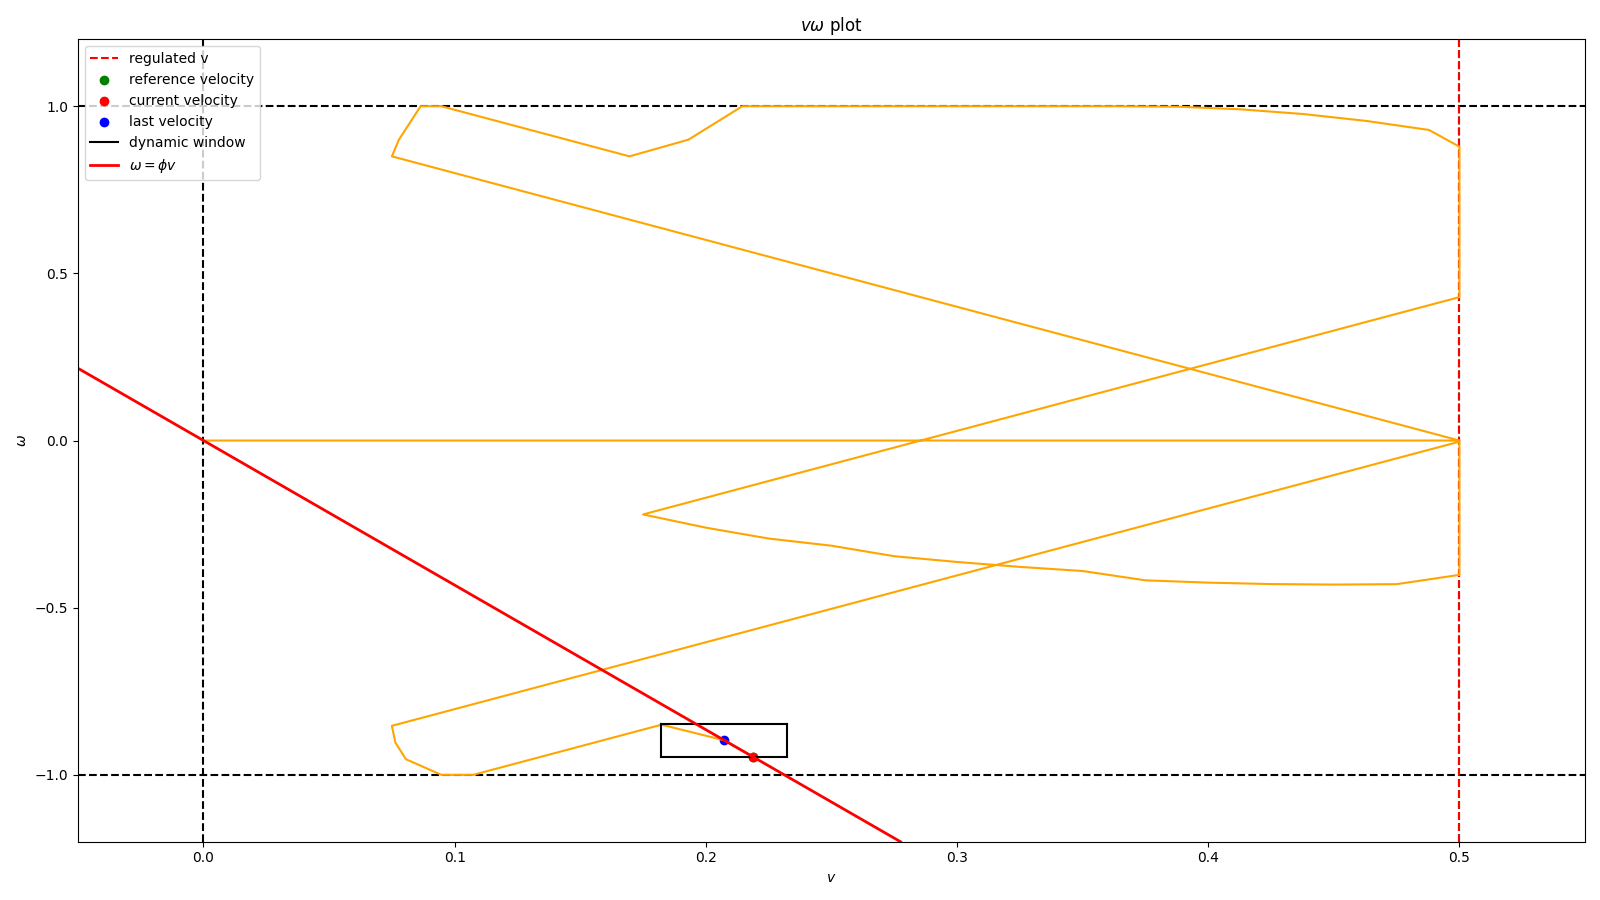 vω plot
regulated v
reference velocity
current velocity
last velocity
dynamic window
ω = ϕv
1.0
0.5
0.0
−0.5
−1.0
ω
0.0 0.1 0.2 0.3 0.4 0.5
v